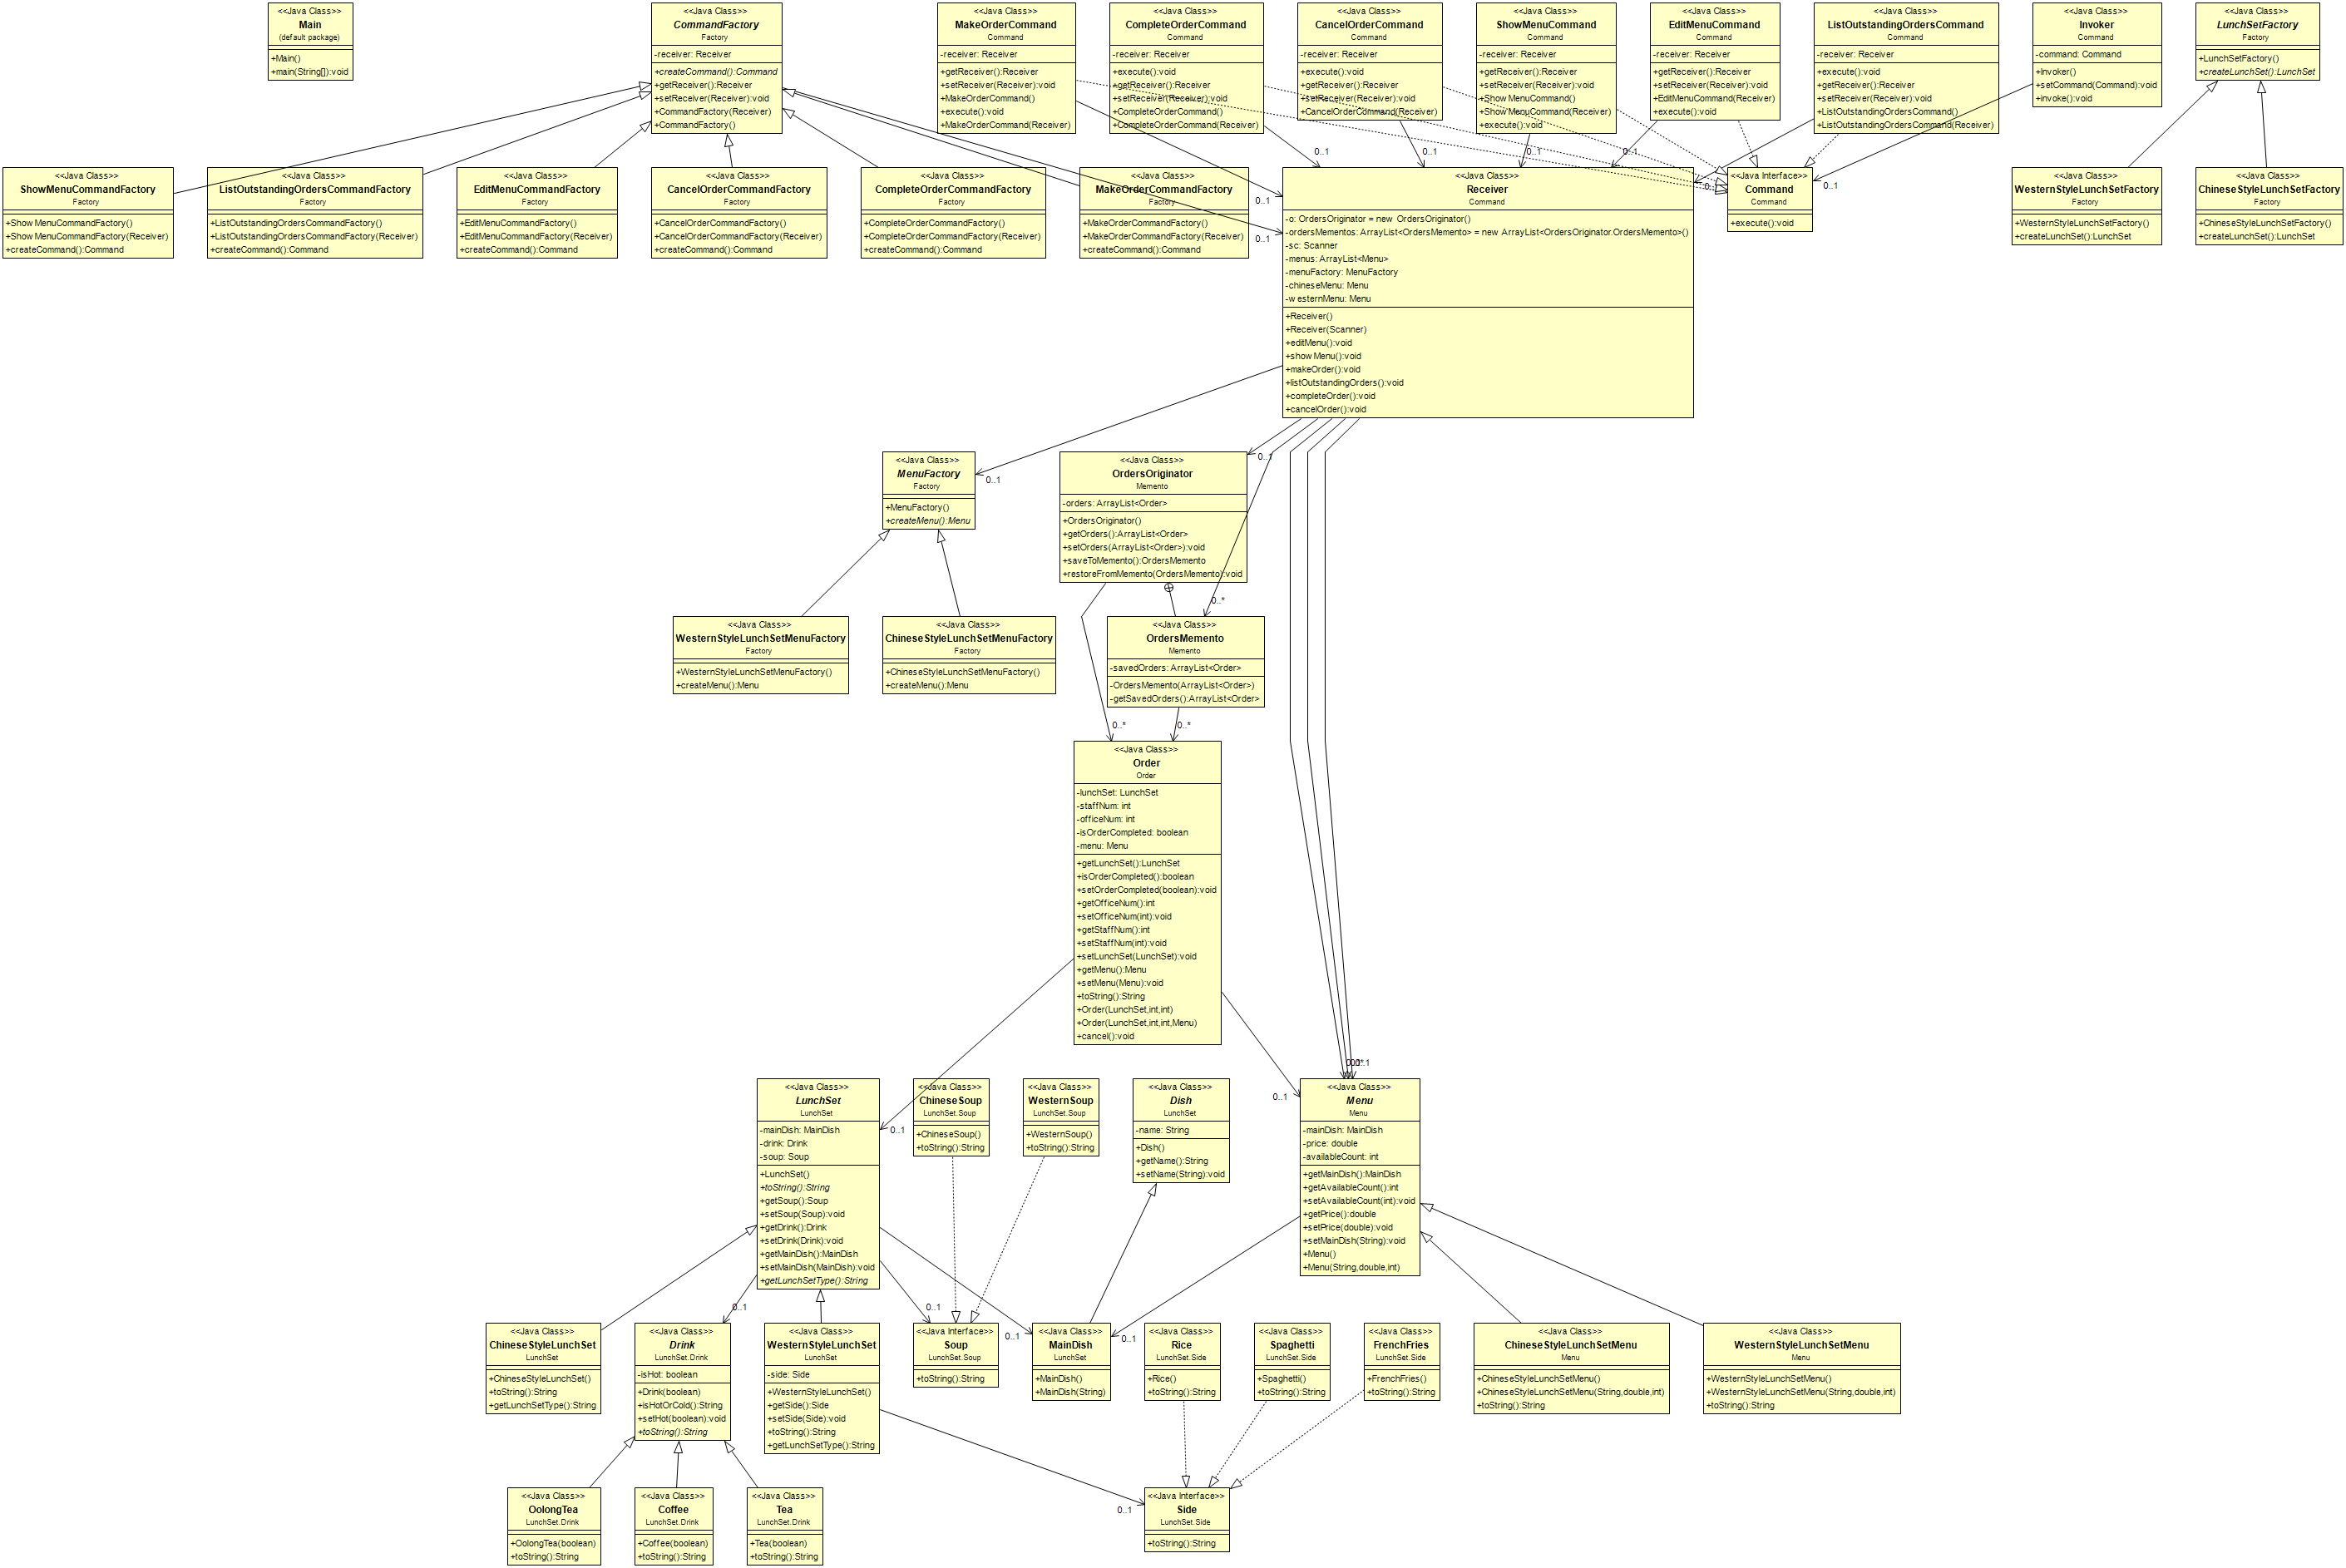 <<Java Class>>
Main
(default package)
+Main()
+main(String[]):void
<<Java Class>>
CommandFactory
Factory
-receiver: Receiver
+createCommand():Command
+getReceiver():Receiver
+setReceiver(Receiver):void
+CommandFactory(Receiver)
+CommandFactory()
<<Java Class>>
MakeOrderCommand
Command
-receiver: Receiver
+getReceiver():Receiver
+setReceiver(Receiver):void
+MakeOrderCommand()
+execute():void
+MakeOrderCommand(Receiver)
<<Java Class>>
CompleteOrderCommand
Command
-receiver: Receiver
+execute():void
+getReceiver():Receiver
+setReceiver(Receiver):void
+CompleteOrderCommand()
+CompleteOrderCommand(Receiver)
<<Java Class>>
CancelOrderCommand
Command
-receiver: Receiver
+execute():void
+getReceiver():Receiver
+setReceiver(Receiver):void
+CancelOrderCommand()
+CancelOrderCommand(Receiver)
<<Java Class>>
ShowMenuCommand
Command
-receiver: Receiver
+getReceiver():Receiver
+setReceiver(Receiver):void
+ShowMenuCommand()
+ShowMenuCommand(Receiver)
+execute():void
<<Java Class>>
EditMenuCommand
Command
-receiver: Receiver
+getReceiver():Receiver
+setReceiver(Receiver):void
+EditMenuCommand(Receiver)
+execute():void
<<Java Class>>
ListOutstandingOrdersCommand
Command
-receiver: Receiver
+execute():void
+getReceiver():Receiver
+setReceiver(Receiver):void
+ListOutstandingOrdersCommand()
+ListOutstandingOrdersCommand(Receiver)
<<Java Class>>
Invoker
Command
-command: Command
+Invoker()
+setCommand(Command):void
+invoke():void
<<Java Class>>
LunchSetFactory
Factory
+LunchSetFactory()
+createLunchSet():LunchSet
0..1
0..1
0..1
0..1
<<Java Class>>
ShowMenuCommandFactory
Factory
+ShowMenuCommandFactory()
+ShowMenuCommandFactory(Receiver)
+createCommand():Command
<<Java Class>>
ListOutstandingOrdersCommandFactory
Factory
+ListOutstandingOrdersCommandFactory()
+ListOutstandingOrdersCommandFactory(Receiver)
+createCommand():Command
<<Java Class>>
EditMenuCommandFactory
Factory
+EditMenuCommandFactory()
+EditMenuCommandFactory(Receiver)
+createCommand():Command
<<Java Class>>
CancelOrderCommandFactory
Factory
+CancelOrderCommandFactory()
+CancelOrderCommandFactory(Receiver)
+createCommand():Command
<<Java Class>>
CompleteOrderCommandFactory
Factory
+CompleteOrderCommandFactory()
+CompleteOrderCommandFactory(Receiver)
+createCommand():Command
<<Java Class>>
MakeOrderCommandFactory
Factory
+MakeOrderCommandFactory()
+MakeOrderCommandFactory(Receiver)
+createCommand():Command
0..1
0..1
<<Java Class>>
Receiver
Command
-o: OrdersOriginator = new OrdersOriginator()
-ordersMementos: ArrayList<OrdersMemento> = new ArrayList<OrdersOriginator.OrdersMemento>()
-sc: Scanner
-menus: ArrayList<Menu>
-menuFactory: MenuFactory
-chineseMenu: Menu
-westernMenu: Menu
+Receiver()
+Receiver(Scanner)
+editMenu():void
+showMenu():void
+makeOrder():void
+listOutstandingOrders():void
+completeOrder():void
+cancelOrder():void
<<Java Interface>>
Command
Command
+execute():void
0..1
<<Java Class>>
WesternStyleLunchSetFactory
Factory
+WesternStyleLunchSetFactory()
+createLunchSet():LunchSet
<<Java Class>>
ChineseStyleLunchSetFactory
Factory
+ChineseStyleLunchSetFactory()
+createLunchSet():LunchSet
<<Java Class>>
MenuFactory
Factory
+MenuFactory()
+createMenu():Menu
0..1
<<Java Class>>
OrdersOriginator
Memento
-orders: ArrayList<Order>
+OrdersOriginator()
+getOrders():ArrayList<Order>
+setOrders(ArrayList<Order>):void
+saveToMemento():OrdersMemento
+restoreFromMemento(OrdersMemento):void
0..1
0..*
<<Java Class>>
WesternStyleLunchSetMenuFactory
Factory
+WesternStyleLunchSetMenuFactory()
+createMenu():Menu
<<Java Class>>
ChineseStyleLunchSetMenuFactory
Factory
+ChineseStyleLunchSetMenuFactory()
+createMenu():Menu
<<Java Class>>
OrdersMemento
Memento
-savedOrders: ArrayList<Order>
-OrdersMemento(ArrayList<Order>)
-getSavedOrders():ArrayList<Order>
0..*
0..*
<<Java Class>>
Order
Order
-lunchSet: LunchSet
-staffNum: int
-officeNum: int
-isOrderCompleted: boolean
-menu: Menu
+getLunchSet():LunchSet
+isOrderCompleted():boolean
+setOrderCompleted(boolean):void
+getOfficeNum():int
+setOfficeNum(int):void
+getStaffNum():int
+setStaffNum(int):void
+setLunchSet(LunchSet):void
+getMenu():Menu
+setMenu(Menu):void
+toString():String
+Order(LunchSet,int,int)
+Order(LunchSet,int,int,Menu)
+cancel():void
<<Java Class>>
LunchSet
LunchSet
-mainDish: MainDish
-drink: Drink
-soup: Soup
+LunchSet()
+toString():String
+getSoup():Soup
+setSoup(Soup):void
+getDrink():Drink
+setDrink(Drink):void
+getMainDish():MainDish
+setMainDish(MainDish):void
+getLunchSetType():String
0..1
<<Java Class>>
ChineseSoup
LunchSet.Soup
+ChineseSoup()
+toString():String
<<Java Class>>
WesternSoup
LunchSet.Soup
+WesternSoup()
+toString():String
<<Java Class>>
Dish
LunchSet
-name: String
+Dish()
+getName():String
+setName(String):void
0..1
<<Java Class>>
Menu
Menu
-mainDish: MainDish
-price: double
-availableCount: int
+getMainDish():MainDish
+getAvailableCount():int
+setAvailableCount(int):void
+getPrice():double
+setPrice(double):void
+setMainDish(String):void
+Menu()
+Menu(String,double,int)
0..1
0..1
0..1
0..1
<<Java Class>>
ChineseStyleLunchSet
LunchSet
+ChineseStyleLunchSet()
+toString():String
+getLunchSetType():String
<<Java Class>>
Drink
LunchSet.Drink
-isHot: boolean
+Drink(boolean)
+isHotOrCold():String
+setHot(boolean):void
+toString():String
<<Java Class>>
WesternStyleLunchSet
LunchSet
-side: Side
+WesternStyleLunchSet()
+getSide():Side
+setSide(Side):void
+toString():String
+getLunchSetType():String
<<Java Interface>>
Soup
LunchSet.Soup
+toString():String
<<Java Class>>
MainDish
LunchSet
+MainDish()
+MainDish(String)
<<Java Class>>
Rice
LunchSet.Side
+Rice()
+toString():String
<<Java Class>>
Spaghetti
LunchSet.Side
+Spaghetti()
+toString():String
<<Java Class>>
FrenchFries
LunchSet.Side
+FrenchFries()
+toString():String
<<Java Class>>
ChineseStyleLunchSetMenu
Menu
+ChineseStyleLunchSetMenu()
+ChineseStyleLunchSetMenu(String,double,int)
+toString():String
<<Java Class>>
WesternStyleLunchSetMenu
Menu
+WesternStyleLunchSetMenu()
+WesternStyleLunchSetMenu(String,double,int)
+toString():String
<<Java Class>>
OolongTea
LunchSet.Drink
+OolongTea(boolean)
+toString():String
<<Java Class>>
Coffee
LunchSet.Drink
+Coffee(boolean)
+toString():String
<<Java Class>>
Tea
LunchSet.Drink
+Tea(boolean)
+toString():String
0..1
<<Java Interface>>
Side
LunchSet.Side
+toString():String